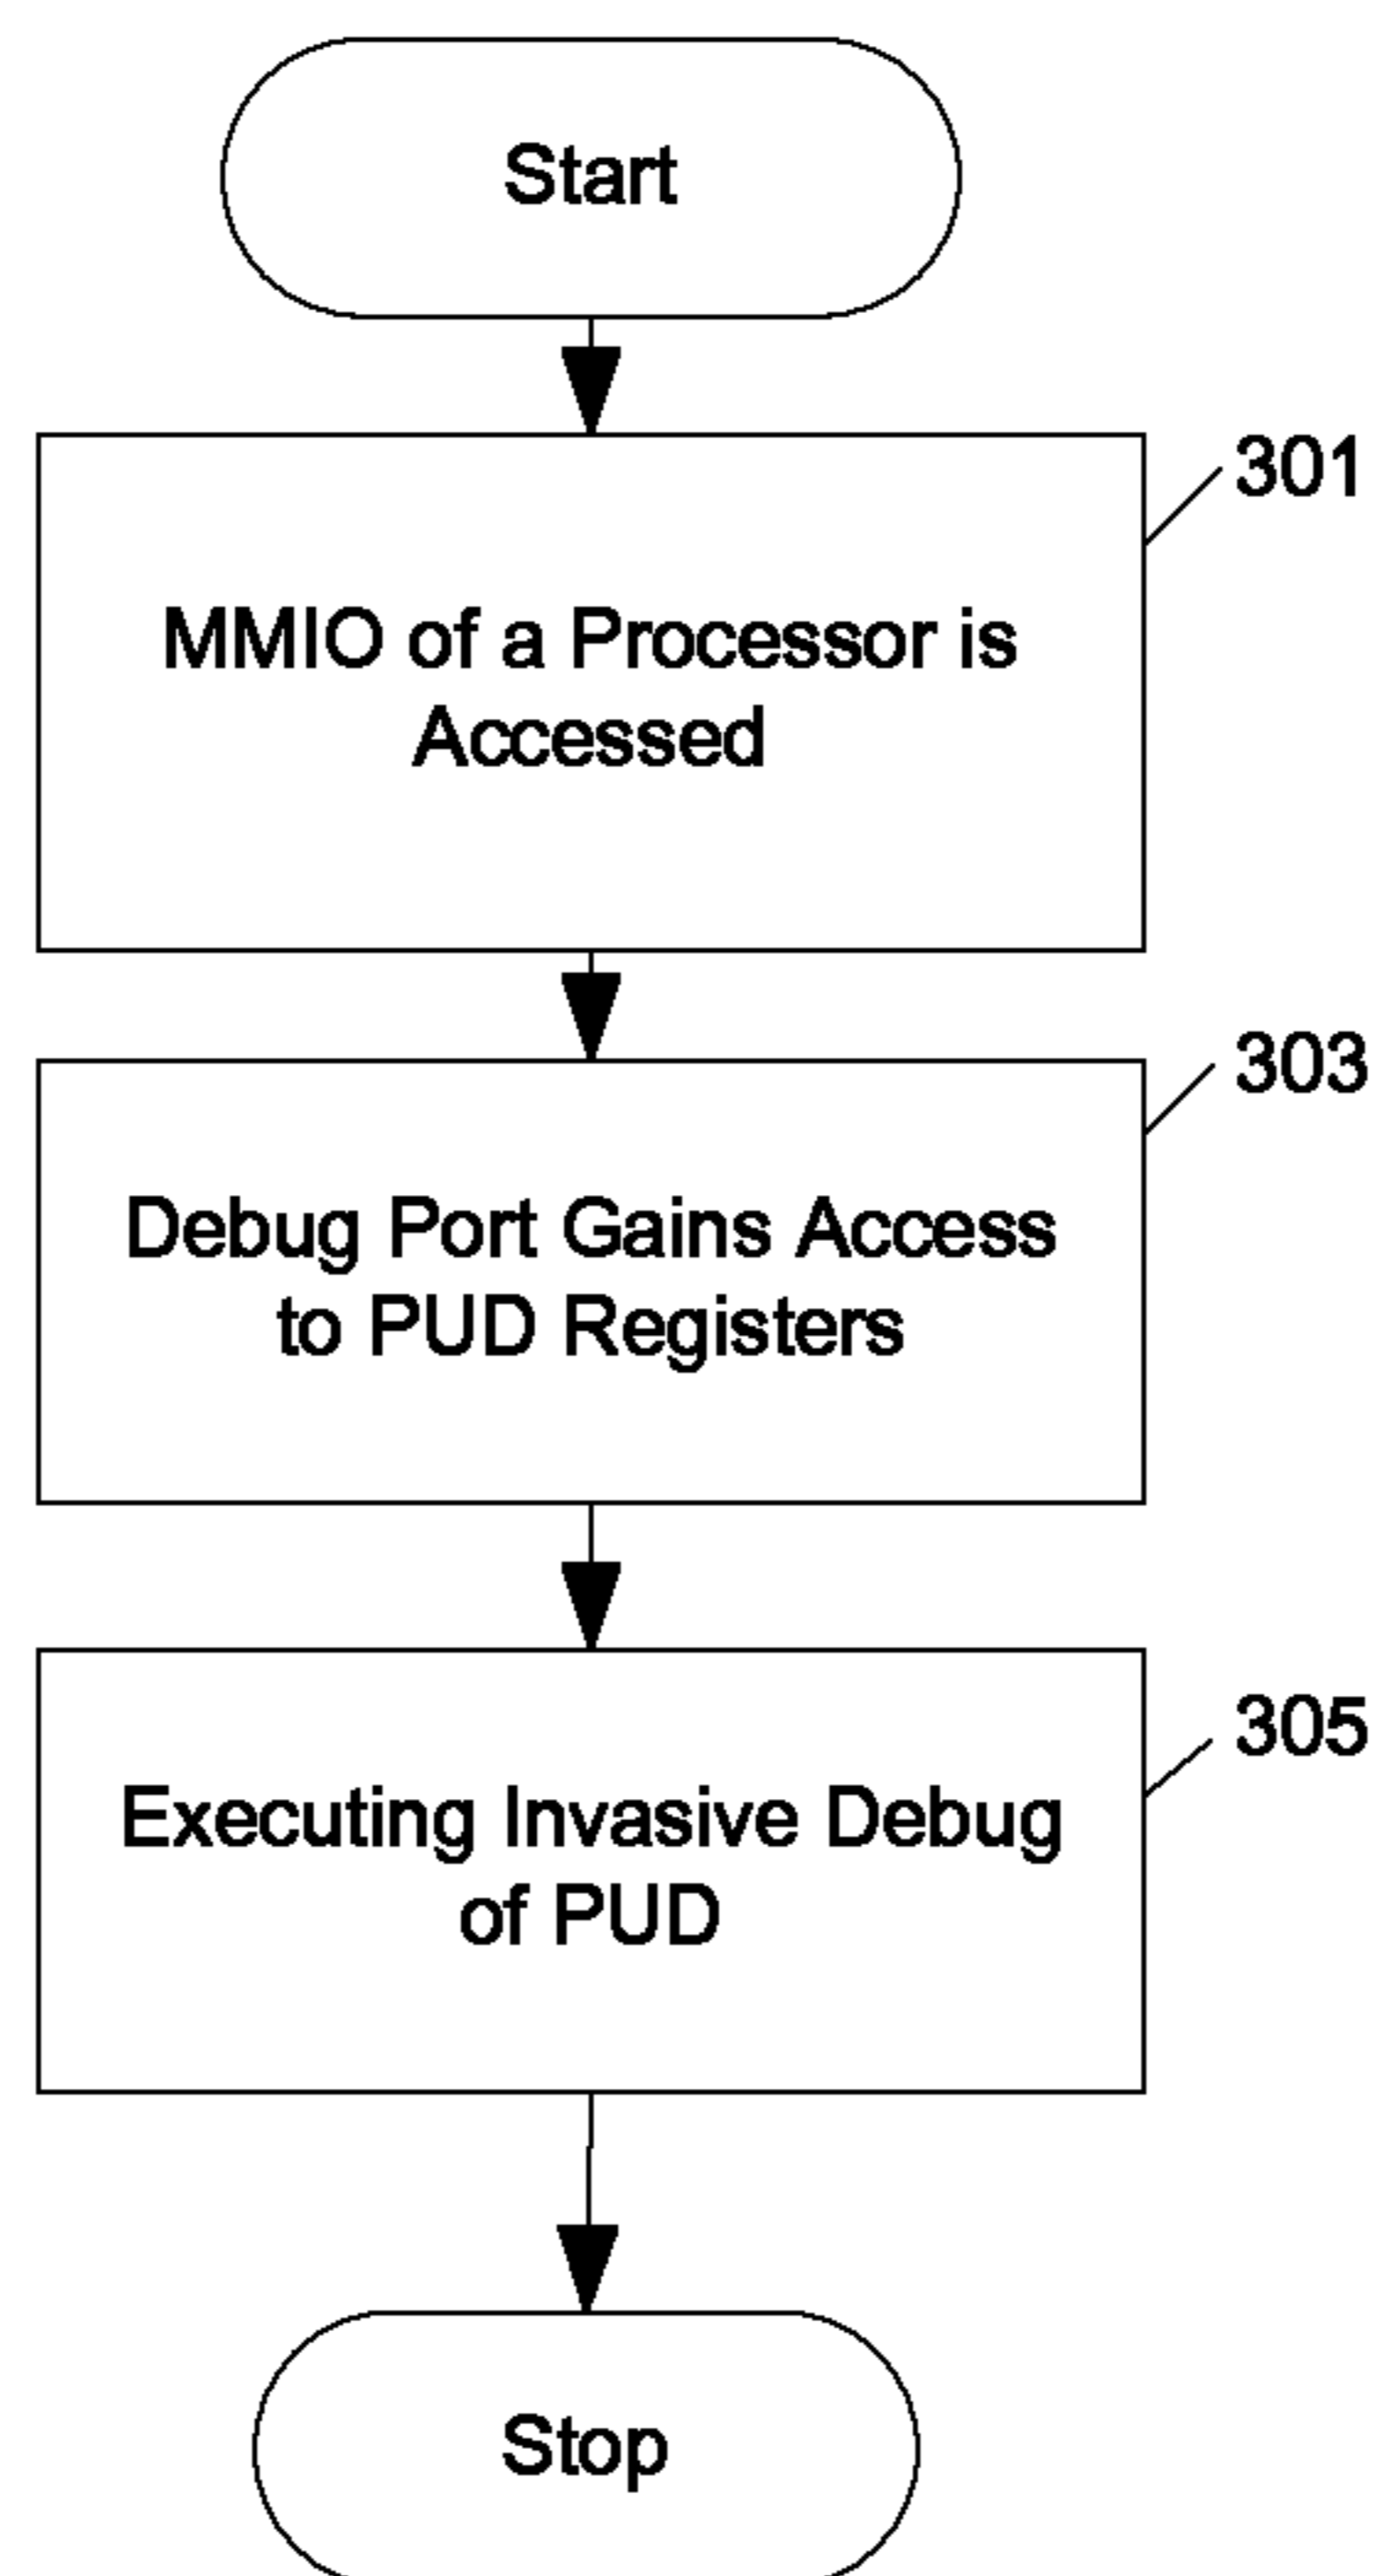 Start
301
MMIO of a Processor is
Accessed
303
Debug Port Gains Access
to PUD Registers
305
Executing Invasive Debug
of PUD
Stop